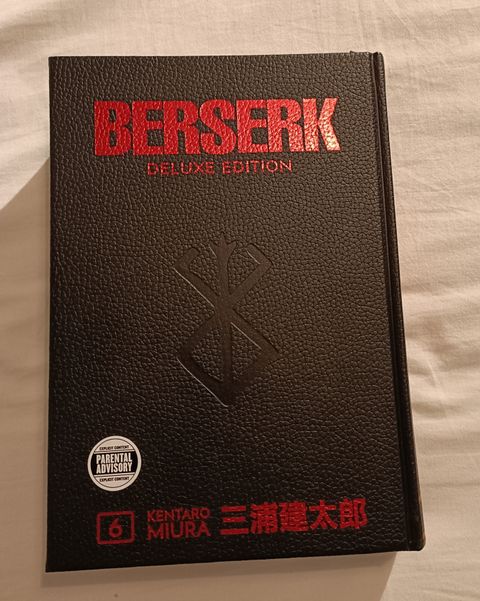 BERSERK
DELUXE EDITION
EXPLICIT CONTENT
PARENTAL
ADVISORY
EXPLICIT CONTENT
6
KENTARO
MIURA
三浦建太郎